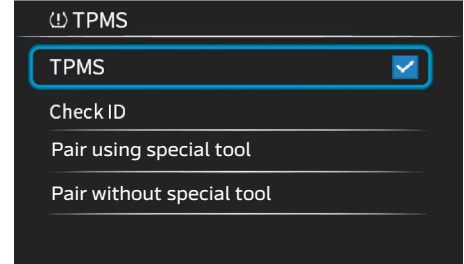 TPMS
TPMS
Check ID
Pair using special tool
Pair without special tool